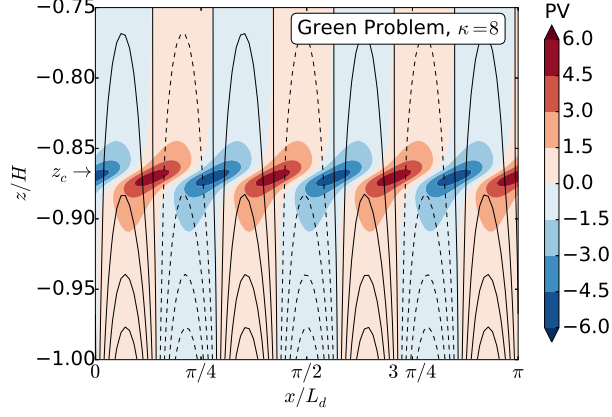 Green Problem, κ=8
PV
−0.75
−0.80
−0.85
z_c →
−0.90
−0.95
−1.00
z/H
0
π/4
π/2
3 π/4
π
x/L_d
6.0
4.5
3.0
1.5
0.0
−1.5
−3.0
−4.5
−6.0